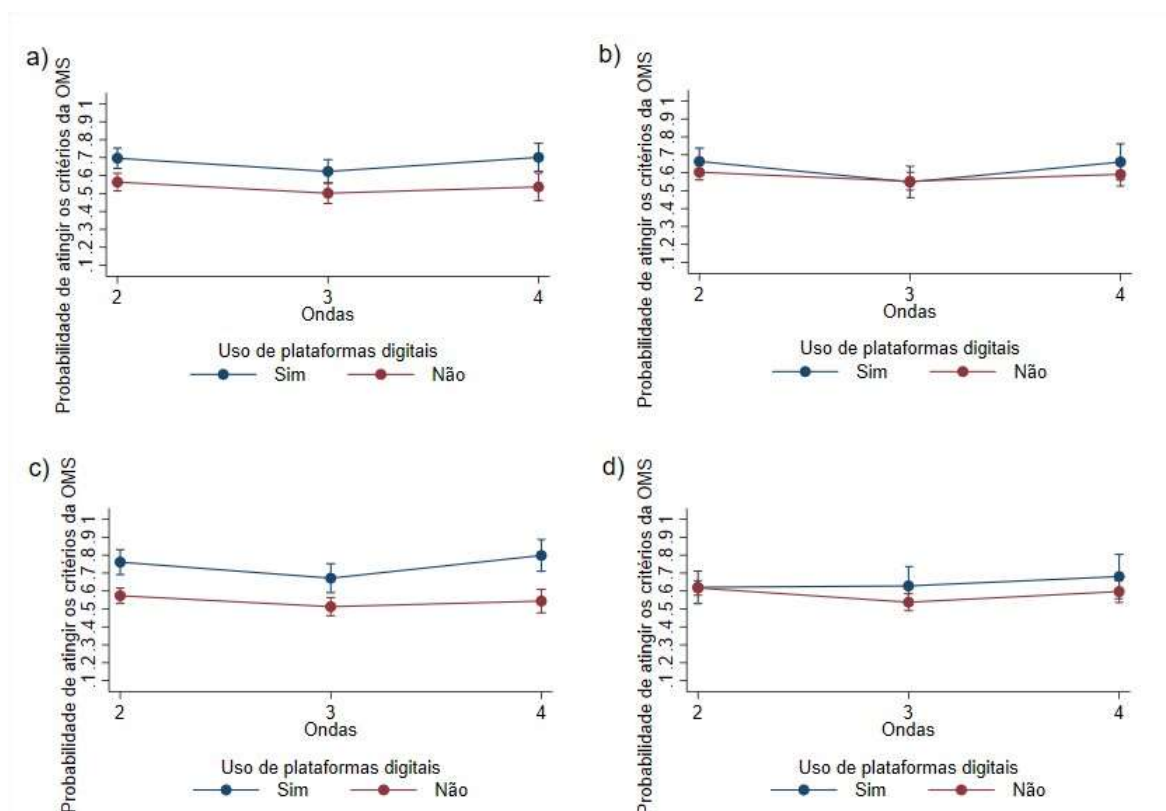 a)
Probabilidade de atingir os critérios da OMS
.1 .2 .3 .4 .5 .6 .7 .8 .9 1
2 3 4
Ondas
Uso de plataformas digitais
Sim Não
b)
Probabilidade de atingir os critérios da OMS
.1 .2 .3 .4 .5 .6 .7 .8 .9 1
2 3 4
Ondas
Uso de plataformas digitais
Sim Não
c)
Probabilidade de atingir os critérios da OMS
.1 .2 .3 .4 .5 .6 .7 .8 .9 1
2 3 4
Ondas
Uso de plataformas digitais
Sim Não
d)
Probabilidade de atingir os critérios da OMS
.1 .2 .3 .4 .5 .6 .7 .8 .9 1
2 3 4
Ondas
Uso de plataformas digitais
Sim Não